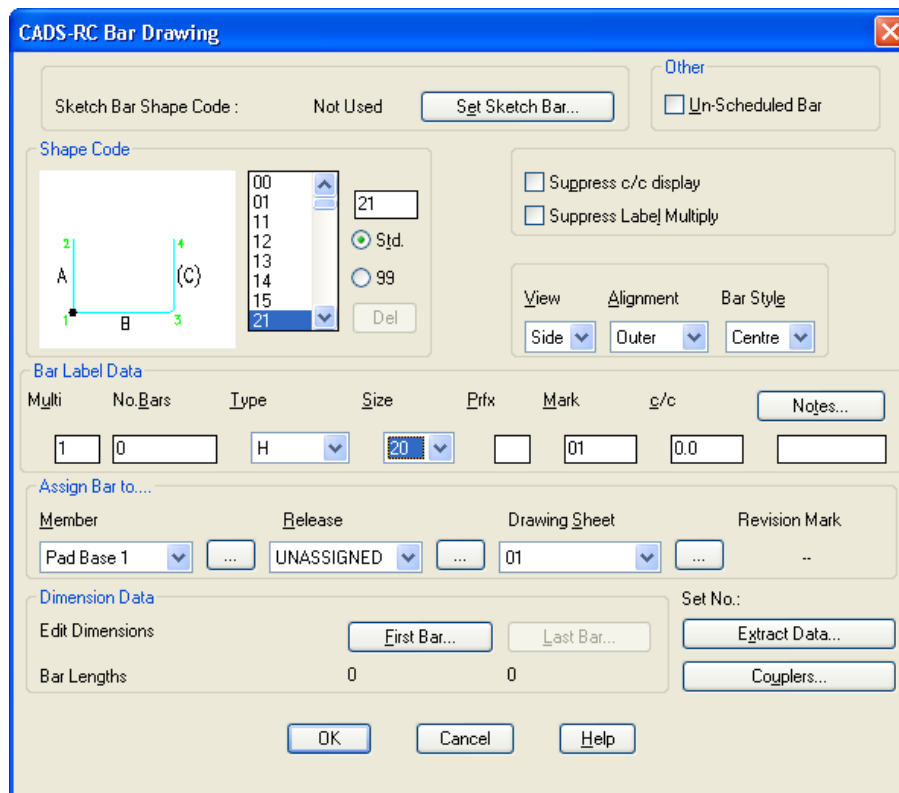 CADS-RC Bar Drawing
Other
Sketch Bar Shape Code : Not Used Set Sketch Bar... Un-Scheduled Bar
Shape Code
00
01
11
12
13
14
15
21
21
Std.
99
Del
2 4
A (C)
1 B 3
Suppress c/c display
Suppress Label Multiply
View Alignment Bar Style
Side Outer Centre
Bar Label Data
Multi No.Bars Type Size Prfx Mark c/c Notes...
1 0 H 20 01 0.0
Assign Bar to....
Member Release Drawing Sheet Revision Mark
Pad Base 1 ... UNASSIGNED ... 01 ... --
Dimension Data Set No.:
Edit Dimensions First Bar... Last Bar... Extract Data...
Bar Lengths 0 0 Couplers...
OK Cancel Help